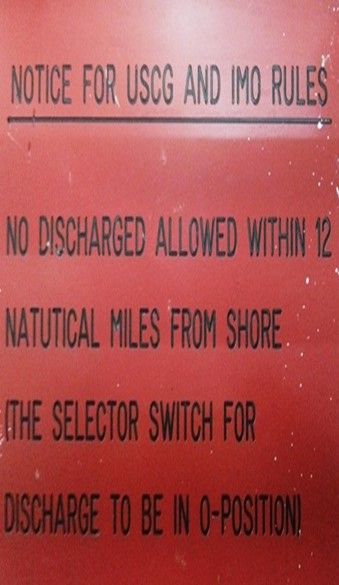 NOTICE FOR USCG AND IMO RULES
NO DISCHARGED ALLOWED WITHIN 12
NATUTICAL MILES FROM SHORE
(THE SELECTOR SWITCH FOR
DISCHARGE TO BE IN O-POSITION)